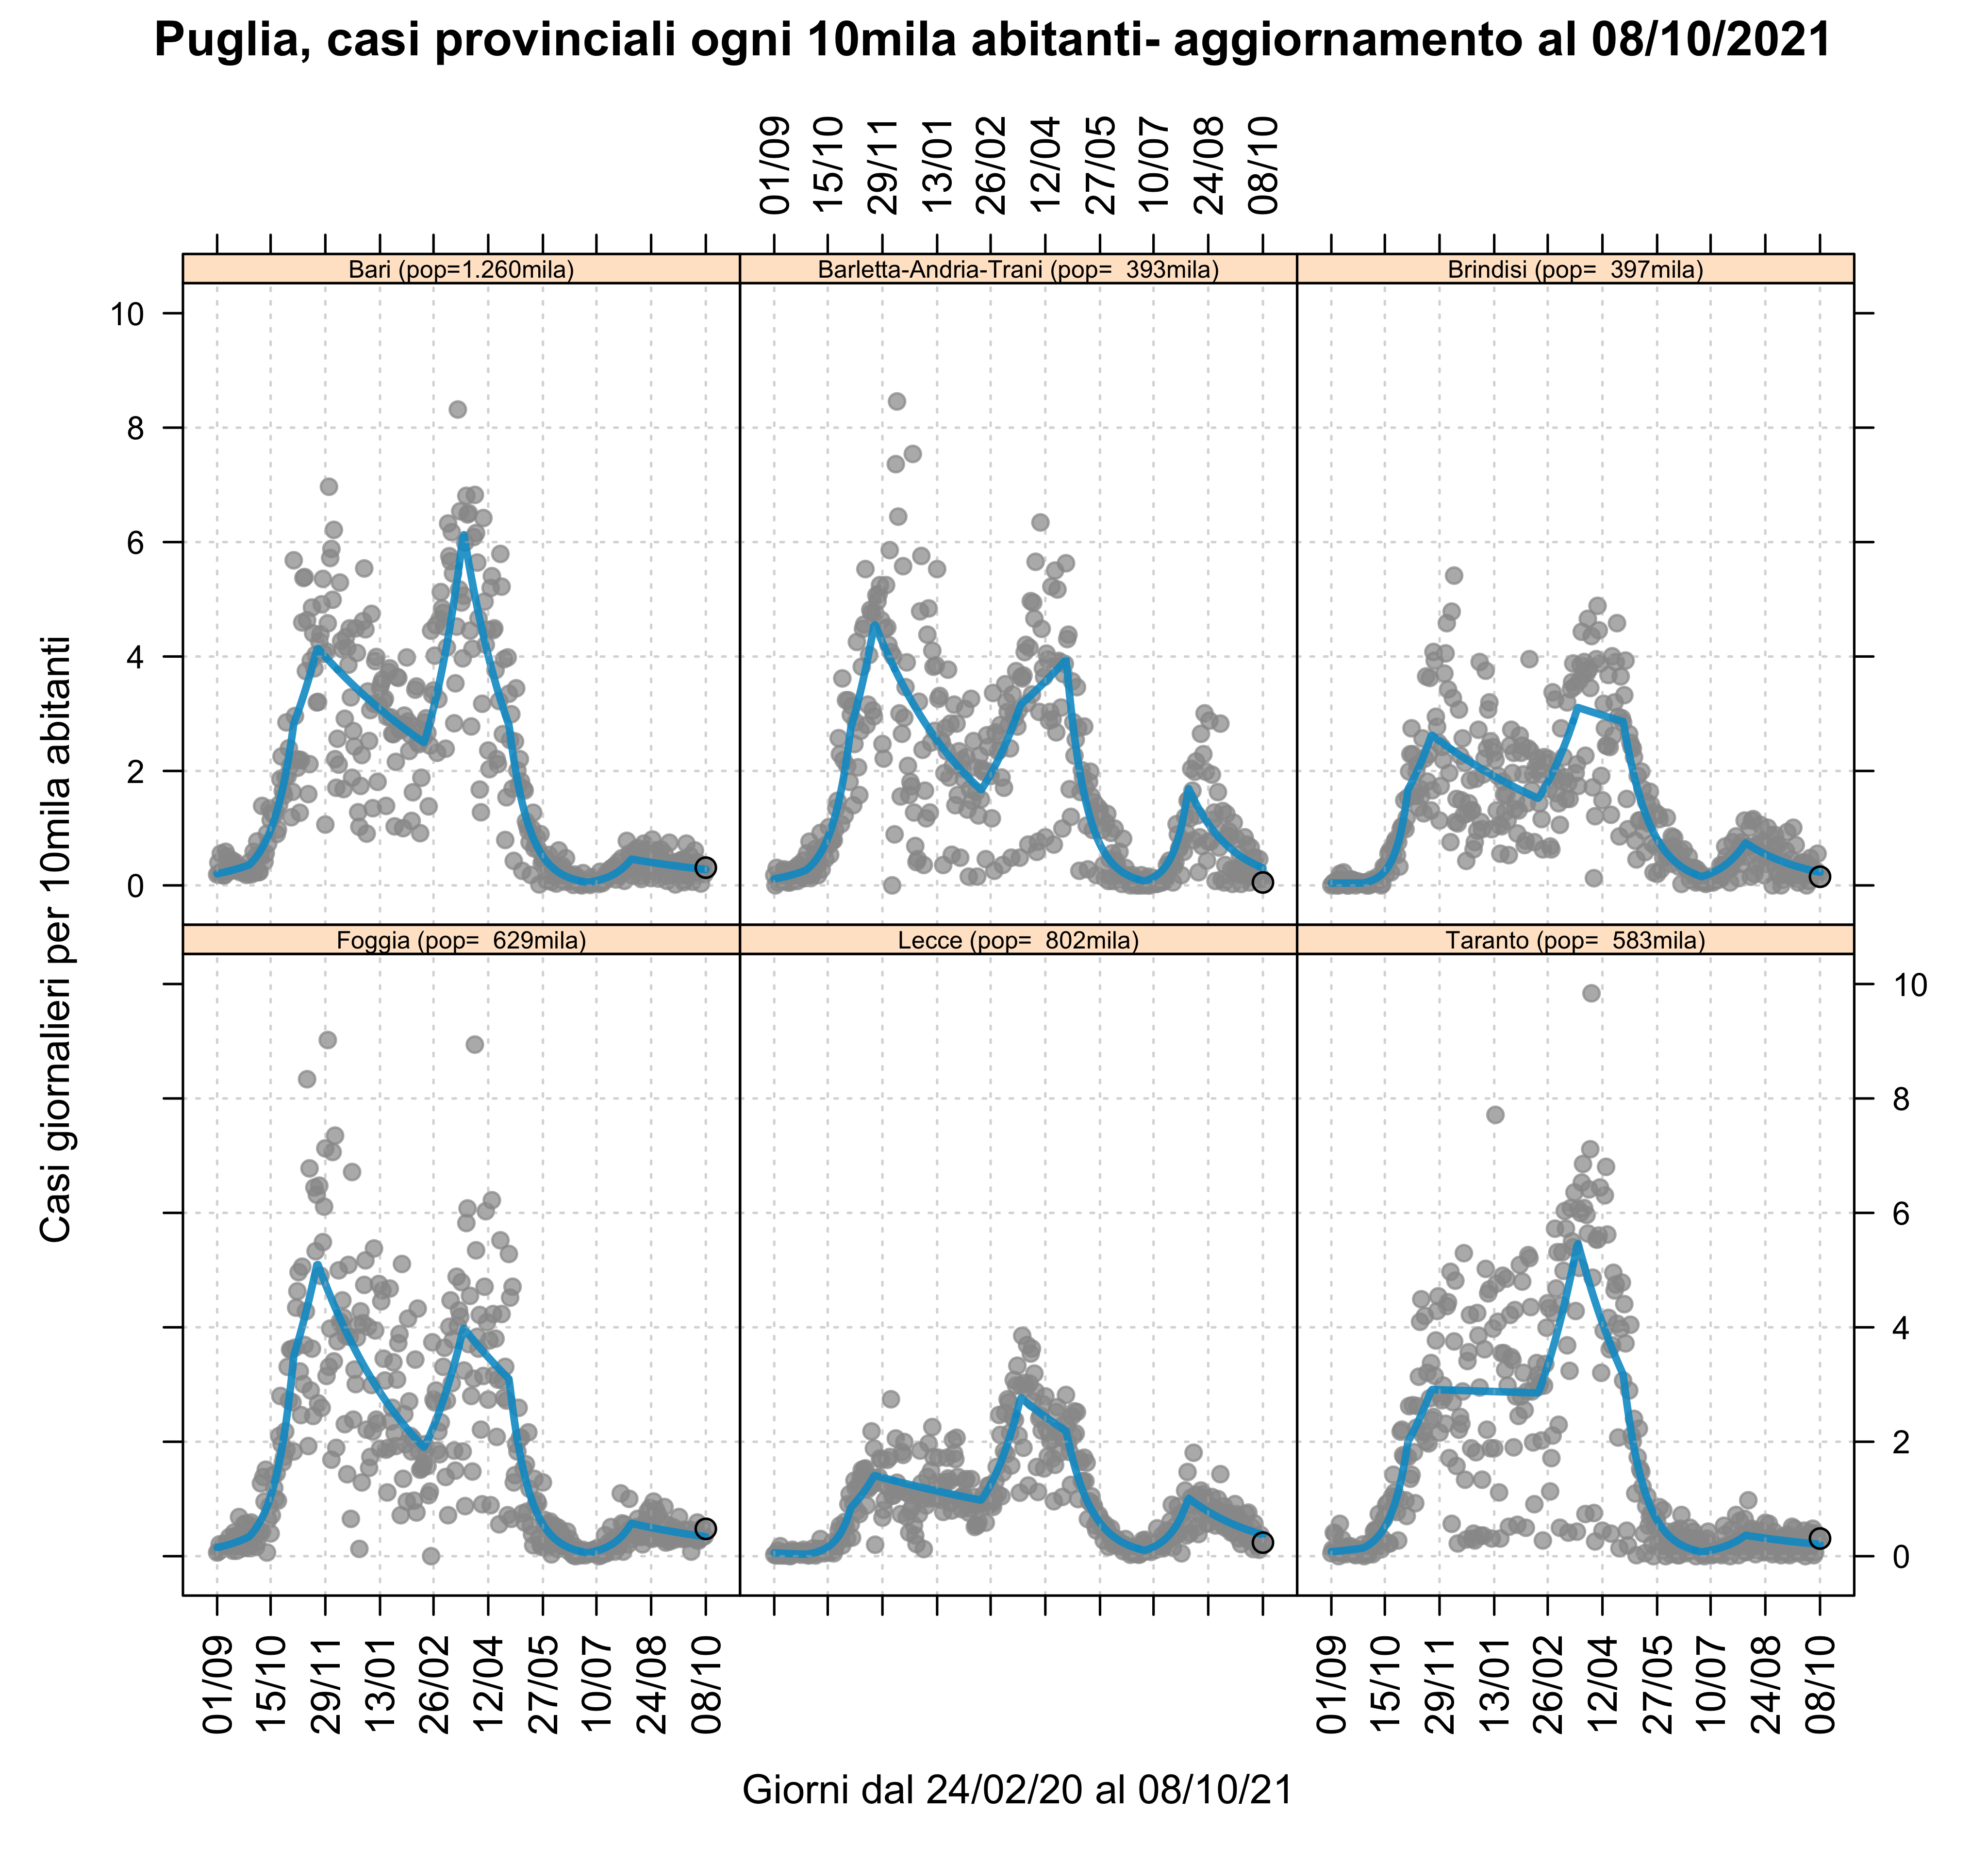 Puglia, casi provinciali ogni 10mila abitanti- aggiornamento al 08/10/2021
01/09 15/10 29/11 13/01 26/02 12/04 27/05 10/07 24/08 08/10
Bari (pop=1.260mila)
Barletta-Andria-Trani (pop=  393mila)
Brindisi (pop=  397mila)
10
8
6
4
2
0
Casi giornalieri per 10mila abitanti
Foggia (pop=  629mila)
Lecce (pop=  802mila)
Taranto (pop=  583mila)
10
8
6
4
2
0
01/09 15/10 29/11 13/01 26/02 12/04 27/05 10/07 24/08 08/10
01/09 15/10 29/11 13/01 26/02 12/04 27/05 10/07 24/08 08/10
Giorni dal 24/02/20 al 08/10/21